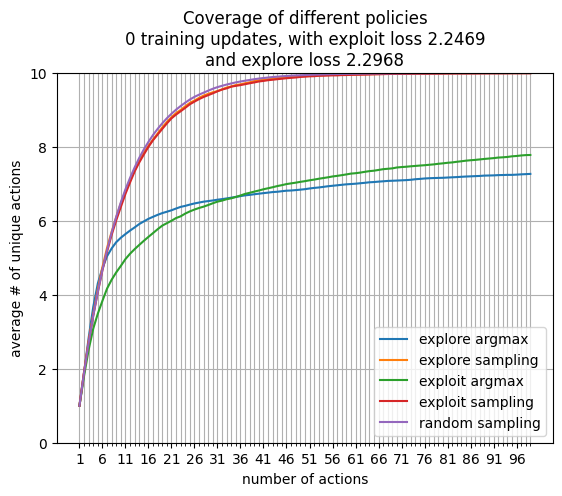 Coverage of different policies
0 training updates, with exploit loss 2.2469
and explore loss 2.2968
average # of unique actions
10
8
6
4
2
0
explore argmax
explore sampling
exploit argmax
exploit sampling
random sampling
1 6 11 16 21 26 31 36 41 46 51 56 61 66 71 76 81 86 91 96
number of actions